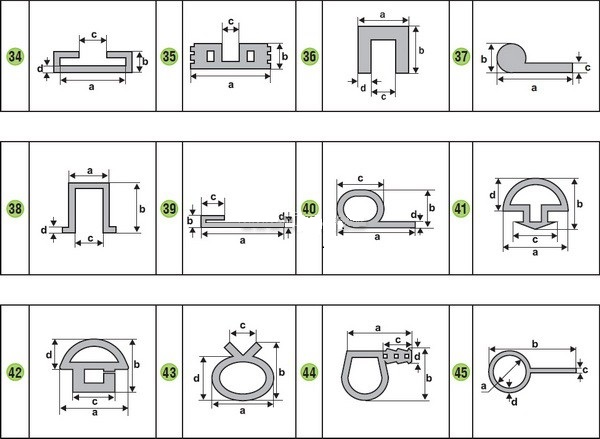 34 c b d a
35 c b a
36 a b d c
37 b c a
38 a b d c
39 c b d a
40 c b d a
41 d b c a
42 d b c a
43 c d b a
44 a c d b
45 b c a d